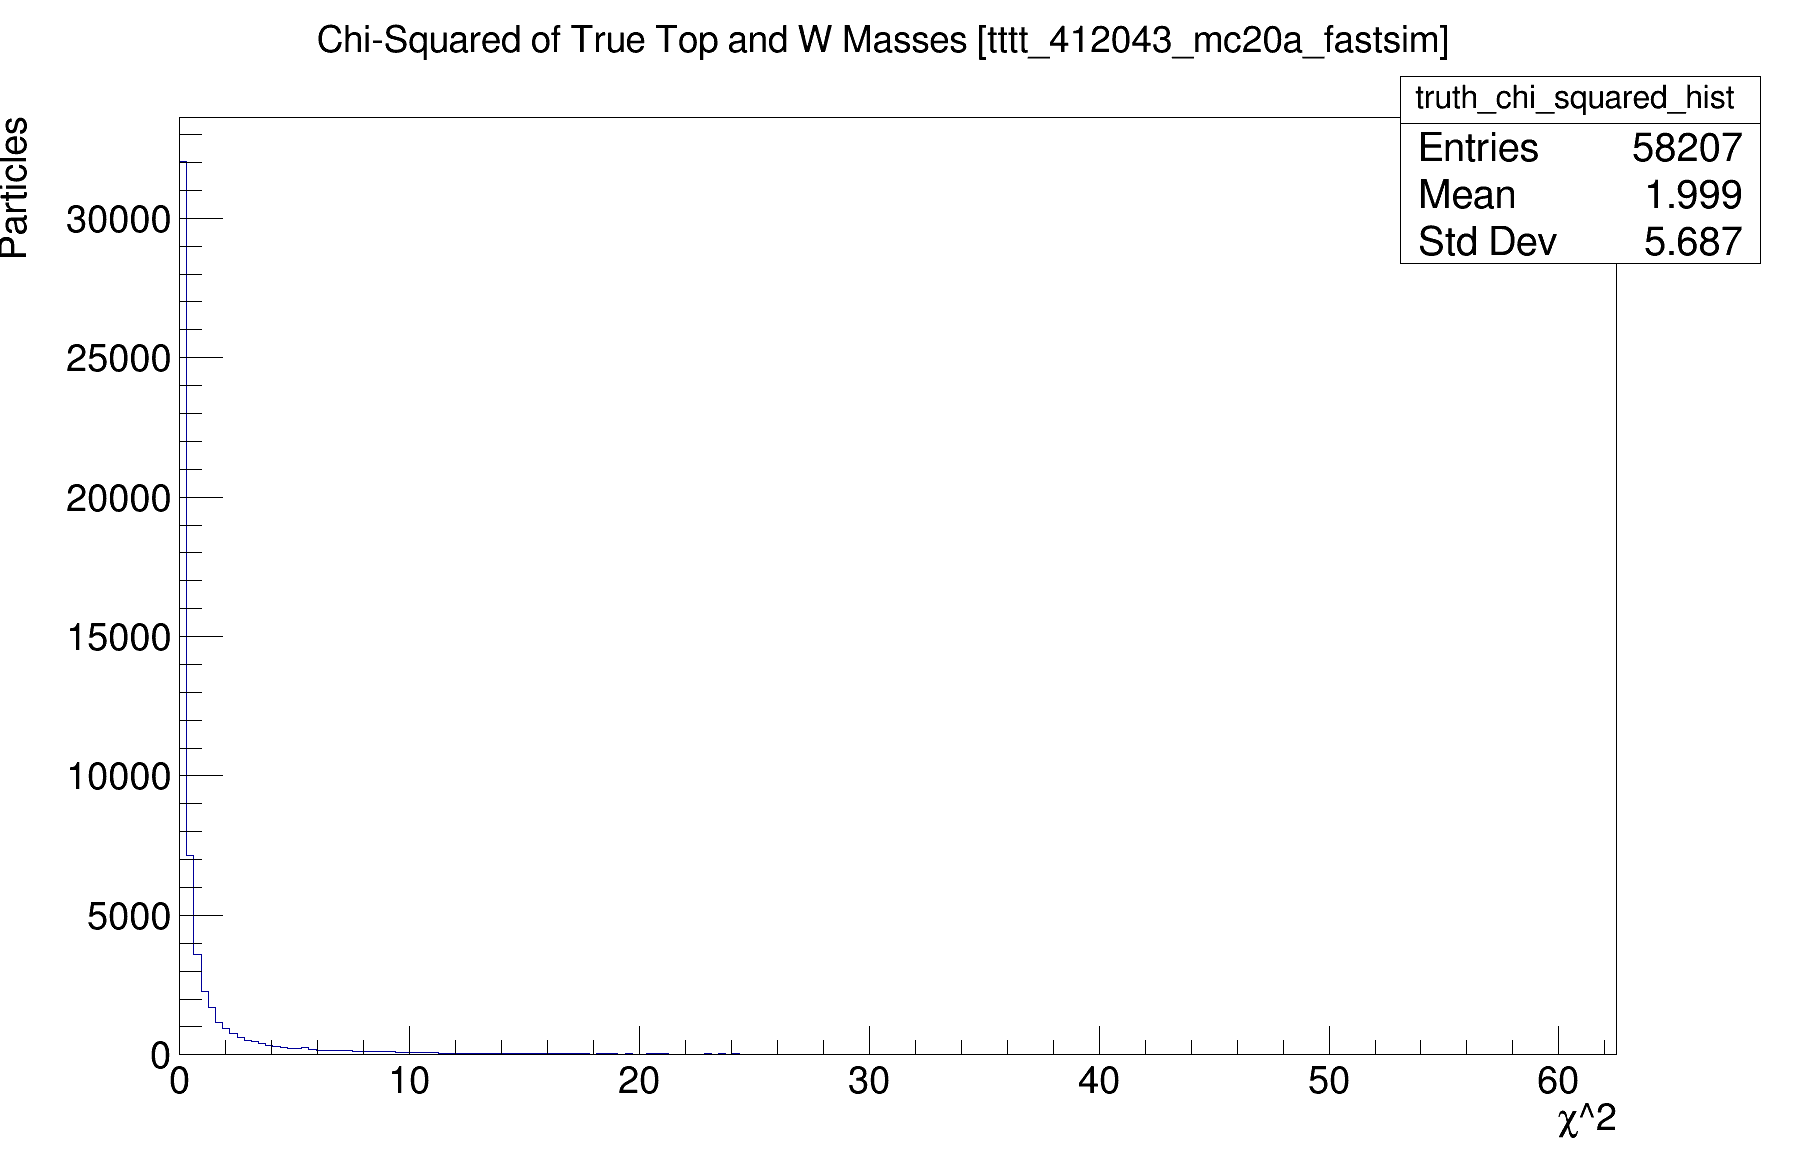 Chi-Squared of True Top and W Masses [tttt_412043_mc20a_fastsim]
truth_chi_squared_hist
Entries 58207
Mean 1.999
Std Dev 5.687
Particles
30000
25000
20000
15000
10000
5000
0
0 10 20 30 40 50 60
χ^2